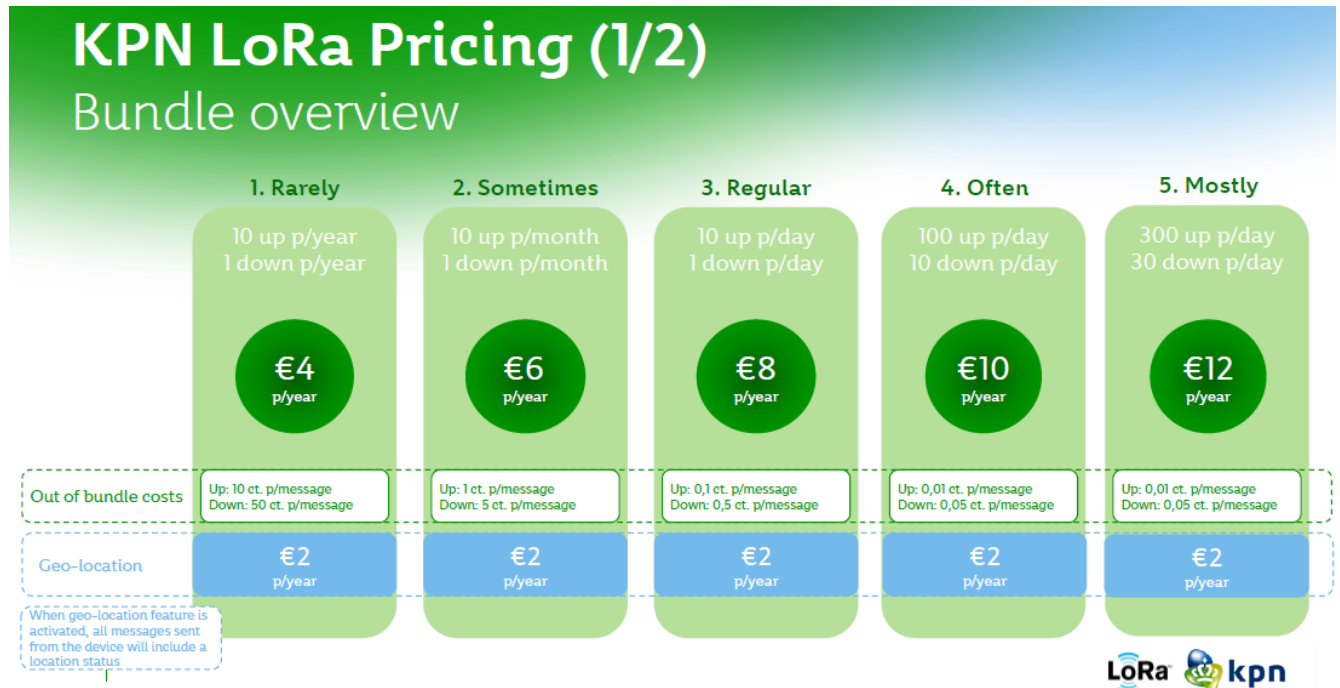 KPN LoRa Pricing (1/2)
Bundle overview
1. Rarely
10 up p/year
1 down p/year
€4
p/year
Up: 10 ct. p/message
Down: 50 ct. p/message
€2
p/year
2. Sometimes
10 up p/month
1 down p/month
€6
p/year
Up: 1 ct. p/message
Down: 5 ct. p/message
€2
p/year
3. Regular
10 up p/day
1 down p/day
€8
p/year
Up: 0,1 ct. p/message
Down: 0,5 ct. p/message
€2
p/year
4. Often
100 up p/day
10 down p/day
€10
p/year
Up: 0,01 ct. p/message
Down: 0,05 ct. p/message
€2
p/year
5. Mostly
300 up p/day
30 down p/day
€12
p/year
Up: 0,01 ct. p/message
Down: 0,05 ct. p/message
€2
p/year
Out of bundle costs
Geo-location
When geo-location feature is
activated, all messages sent
from the device will include a
location status
LoRa
kpn